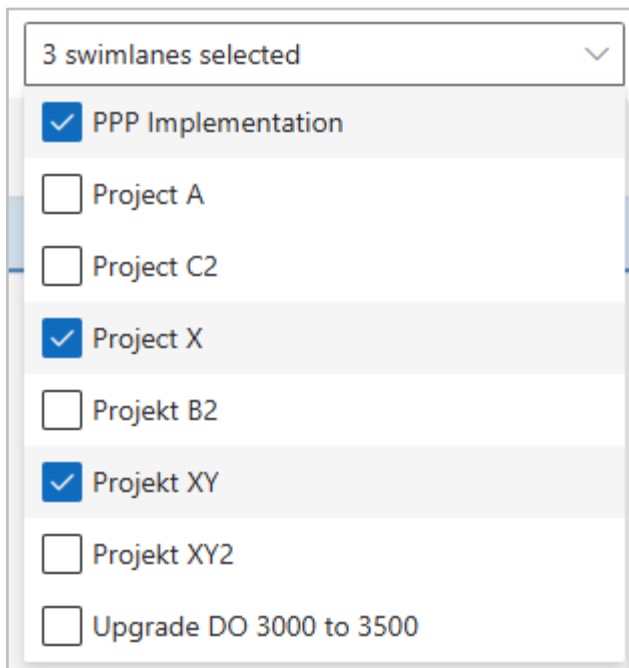 3 swimlanes selected
PPP Implementation
Project A
Project C2
Project X
Projekt B2
Projekt XY
Projekt XY2
Upgrade DO 3000 to 3500